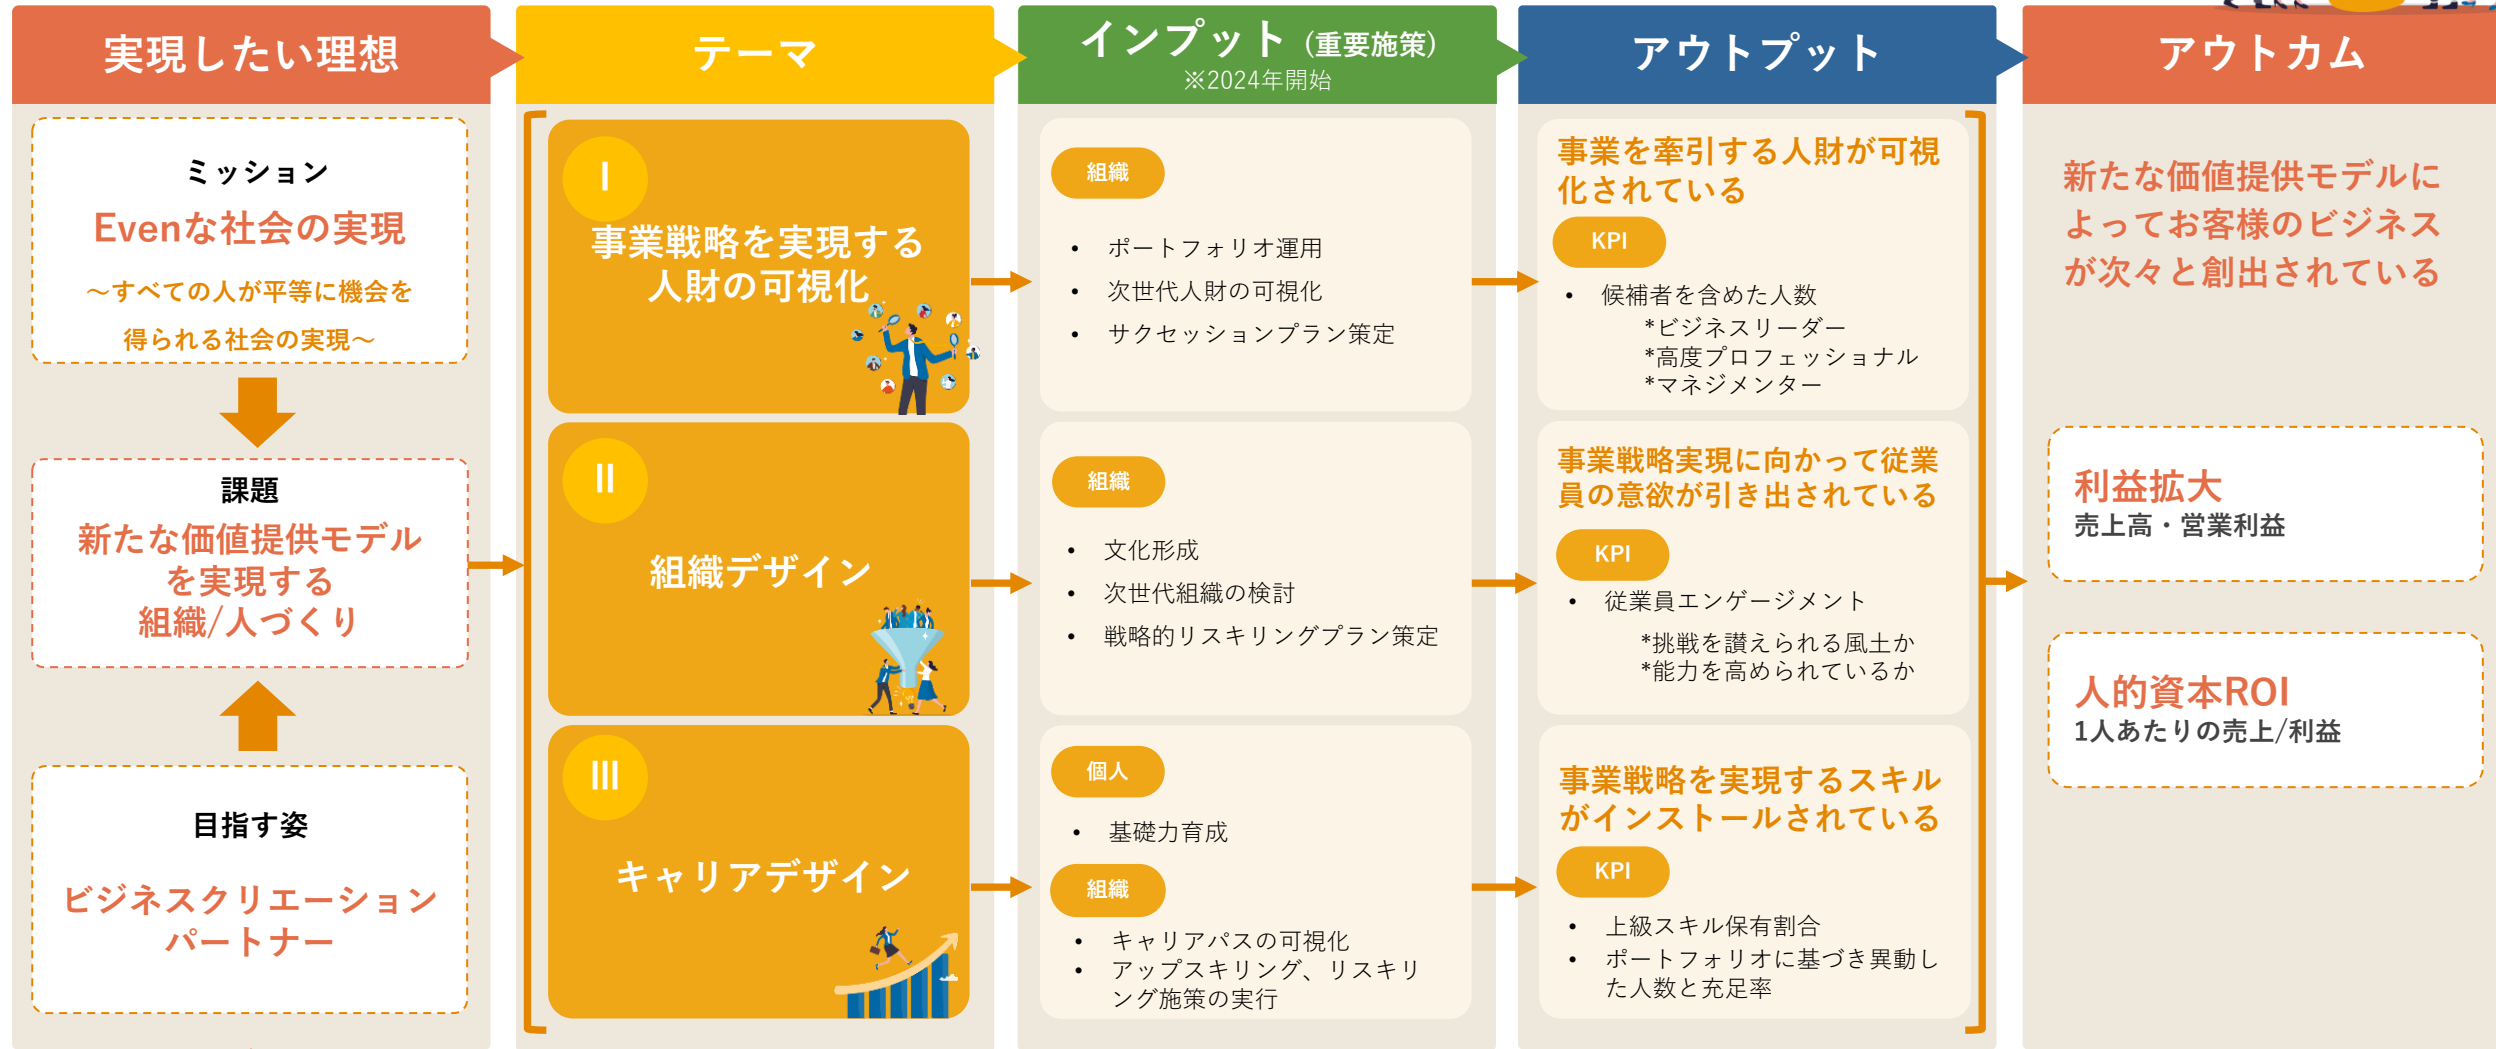 実現したい理想
ミッション
Evenな社会の実現
～すべての人が平等に機会を
得られる社会の実現～
課題
新たな価値提供モデル
を実現する
組織/人づくり
目指す姿
ビジネスクリエーション
パートナー
テーマ
I
事業戦略を実現する
人財の可視化
II
組織デザイン
III
キャリアデザイン
インプット (重要施策)
※2024年開始
組織
• ポートフォリオ運用
• 次世代人財の可視化
• サクセッションプラン策定
組織
• 文化形成
• 次世代組織の検討
• 戦略的リスキリングプラン策定
個人
• 基礎力育成
組織
• キャリアパスの可視化
• アップスキリング、リスキリ
ング施策の実行
アウトプット
事業を牽引する人財が可視
化されている
KPI
• 候補者を含めた人数
*ビジネスリーダー
*高度プロフェッショナル
*マネジメンター
事業戦略実現に向かって従業
員の意欲が引き出されている
KPI
• 従業員エンゲージメント
*挑戦を讃えられる風土か
*能力を高められているか
事業戦略を実現するスキル
がインストールされている
KPI
• 上級スキル保有割合
• ポートフォリオに基づき異動し
た人数と充足率
アウトカム
新たな価値提供モデルに
よってお客様のビジネス
が次々と創出されている
利益拡大
売上高・営業利益
人的資本ROI
1人あたりの売上/利益